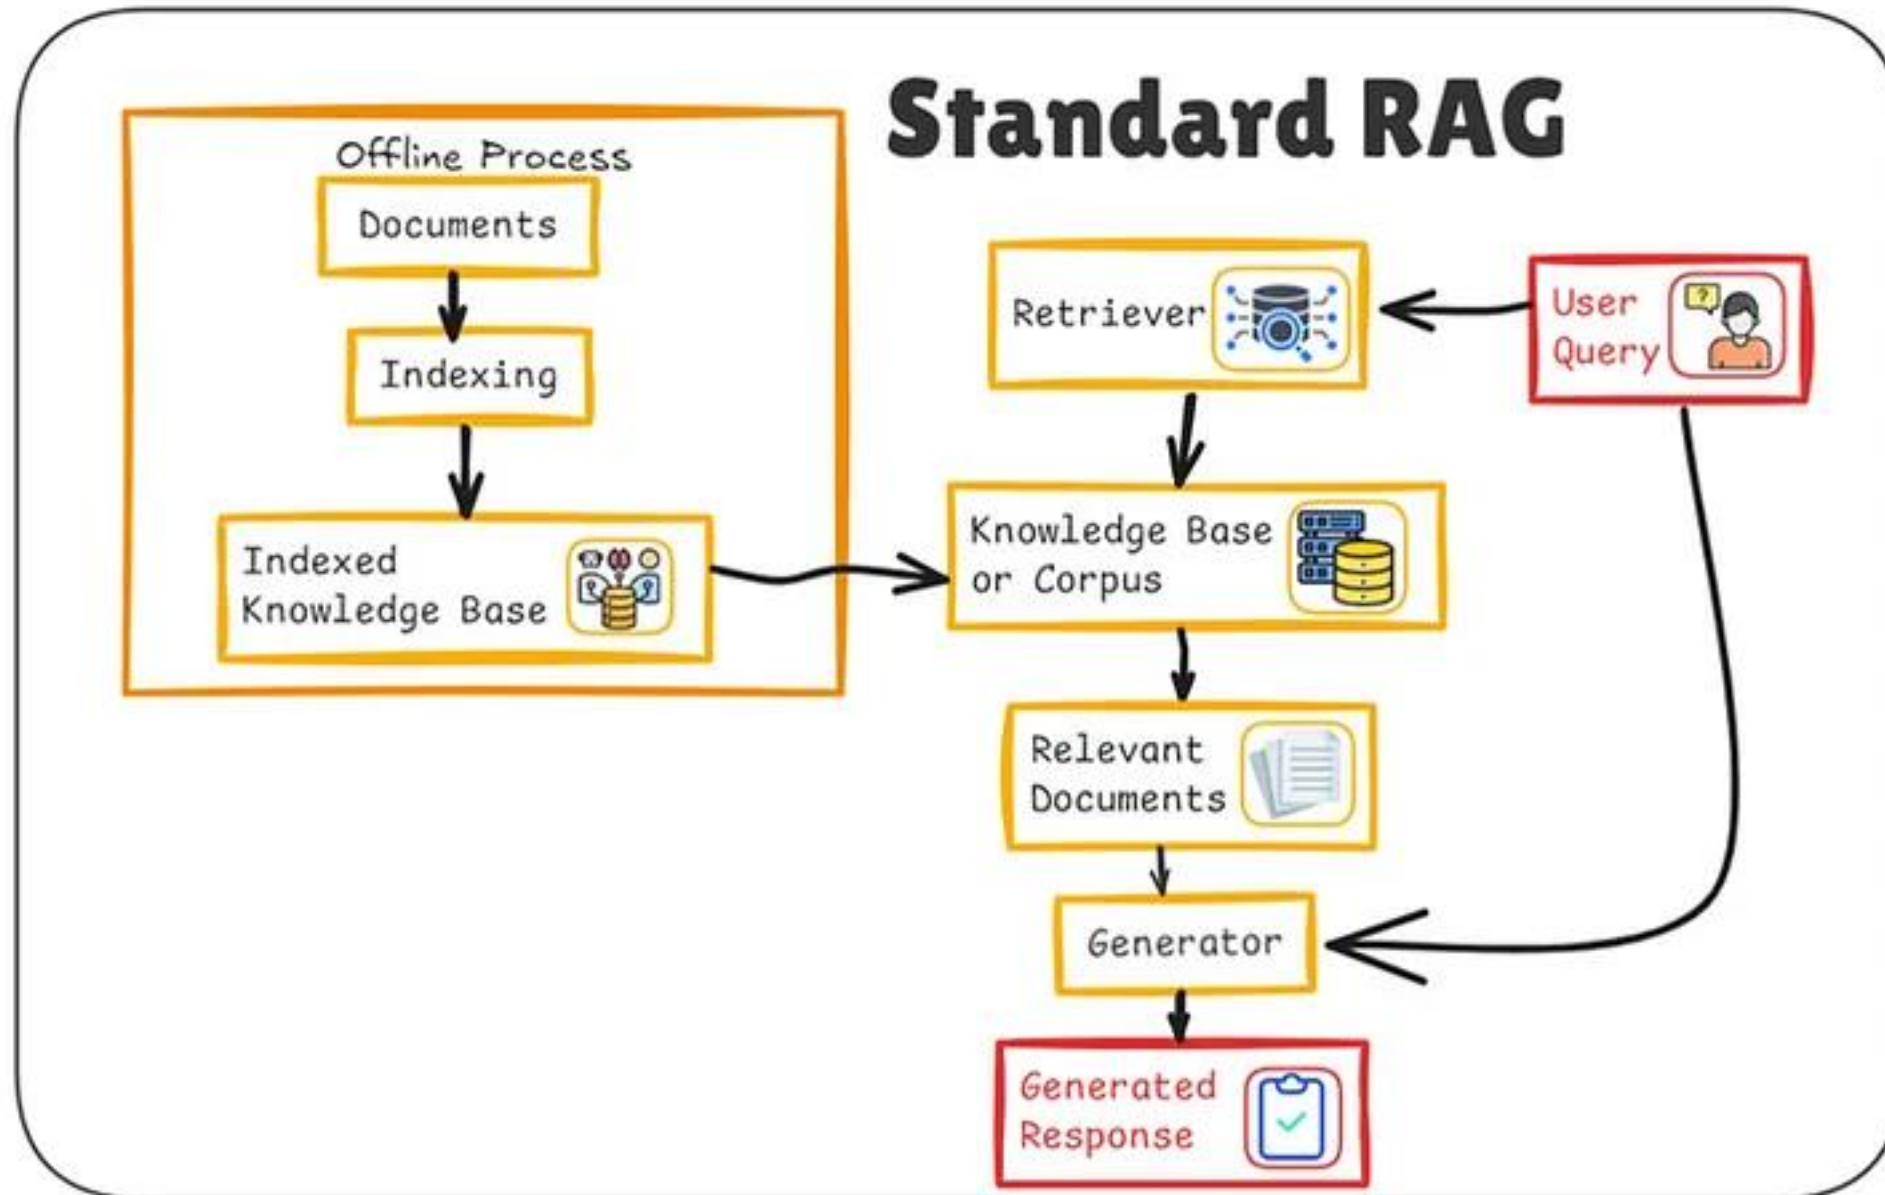 Standard RAG
Offline Process
Documents
Indexing
Indexed
Knowledge Base
Retriever
User
Query
?
Knowledge Base
or Corpus
Relevant
Documents
Generator
Generated
Response